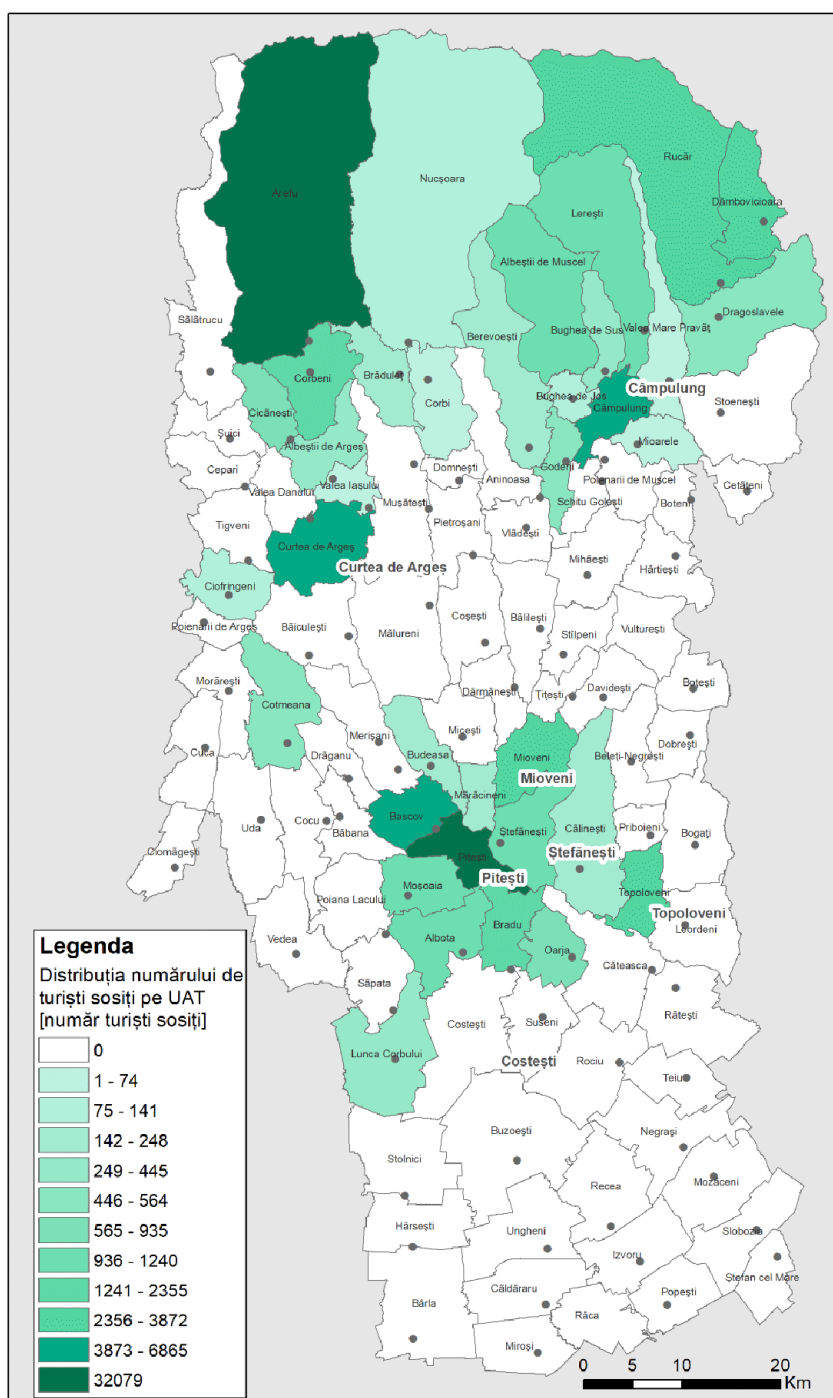 Arefu
Nucșoara
Rucăr
Dâmbovicioara
Lerești
Albeștii de Muscel
Sălătrucu
Dragoslavele
Berevoești
Bughea de Sus
Valea Mare Pravăț
Corbeni
Brăduleț
Corbi
Câmpulung
Bughea de Jos
Câmpulung
Stoenești
Cicănești
Șuici
Albeștii de Argeș
Mioarele
Cepari
Domnești
Godeni
Valea Danului
Valea Iașului
Aninoasa
Poienarii de Muscel
Cetățeni
Mușătești
Schitu Golești
Boteni
Tigveni
Pietroșani
Vlădești
Curtea de Argeș
Curtea de Argeș
Mihăești
Hârtiești
Ciofringeni
Poienarii de Argeș
Băiculești
Mălureni
Coșești
Bălilești
Stîlpeni
Vulturești
Morărești
Dârmănești
Țițești
Davidești
Botești
Cotmeana
Cuca
Merișani
Micești
Drăganu
Budeasa
Mioveni
Mioveni
Beleți-Negrești
Dobrești
Mărăcineni
Bascov
Uda
Cocu
Băbana
Ștefănești
Călinești
Priboieni
Bogați
Ciomăgești
Pitești
Ștefănești
Pitești
Moșoaia
Topoloveni
Poiana Lacului
Topoloveni
Leordeni
Vedea
Albota
Bradu
Oarja
Căteasca
Săpata
Rătești
Costești
Suseni
Lunca Corbului
Costești
Rociu
Teiu
Buzoești
Negrași
Stolnici
Mozăceni
Recea
Hârsești
Ungheni
Slobozia
Izvoru
Ștefan cel Mare
Bârla
Căldăraru
Popești
Râca
Miroși
Legenda
Distribuția numărului de
turiști sosiți pe UAT
[număr turiști sosiți]
0
1 - 74
75 - 141
142 - 248
249 - 445
446 - 564
565 - 935
936 - 1240
1241 - 2355
2356 - 3872
3873 - 6865
32079
0 5 10 20
Km